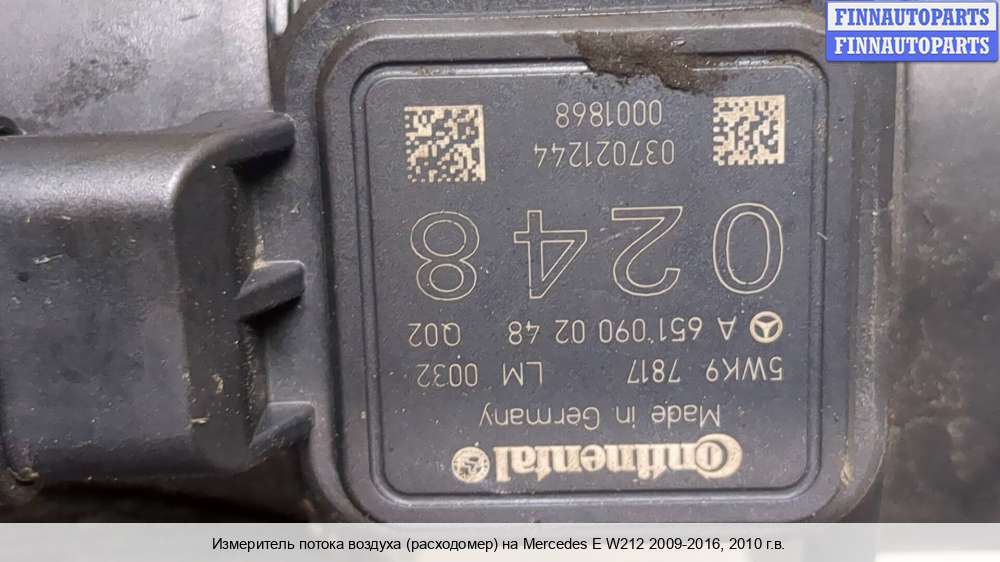 FINNAUTOPARTS
FINNAUTOPARTS
Continental
Made in Germany
5WK9 7817 LM 0032
A 651 090 02 48 Q02
0248
037021244
0001868
Измеритель потока воздуха (расходомер) на Mercedes E W212 2009-2016, 2010 г.в.